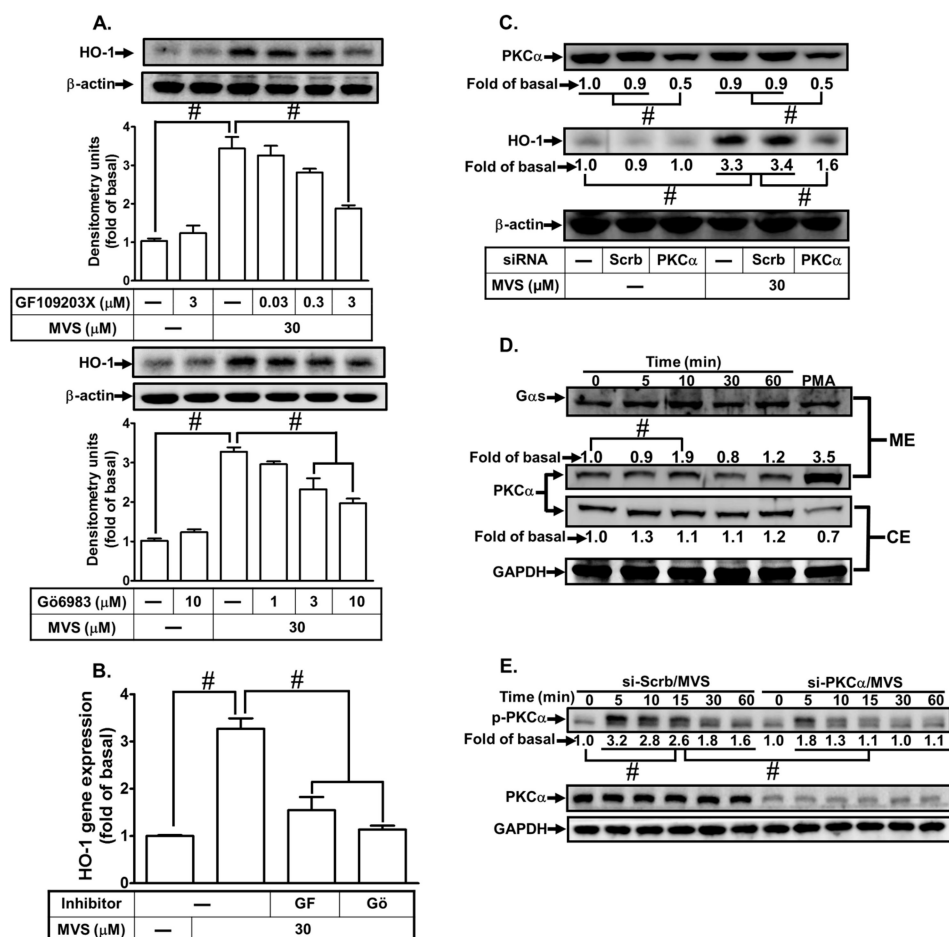 A.
HO-1
β-actin
# #
Densitometry units
(fold of basal)
4
3
2
1
0
GF109203X (μM) — 3 — 0.03 0.3 3
MVS (μM) — 30
HO-1
β-actin
# #
Densitometry units
(fold of basal)
4
3
2
1
0
Gö6983 (μM) — 10 — 1 3 10
MVS (μM) — 30
B.
# #
HO-1 gene expression
(fold of basal)
4
3
2
1
0
Inhibitor — GF Gö
MVS (μM) — 30
C.
PKCα
Fold of basal 1.0 0.9 0.5 0.9 0.9 0.5
# #
HO-1
Fold of basal 1.0 0.9 1.0 3.3 3.4 1.6
# #
β-actin
siRNA — Scrb PKCα — Scrb PKCα
MVS (μM) — 30
D.
Time (min)
0 5 10 30 60 PMA
Gαs
#
ME
Fold of basal 1.0 0.9 1.9 0.8 1.2 3.5
PKCα
Fold of basal 1.0 1.3 1.1 1.1 1.2 0.7
CE
GAPDH
E.
si-Scrb/MVS si-PKCα/MVS
Time (min) 0 5 10 15 30 60 0 5 10 15 30 60
p-PKCα
Fold of basal 1.0 3.2 2.8 2.6 1.8 1.6 1.0 1.8 1.3 1.1 1.0 1.1
# #
PKCα
GAPDH